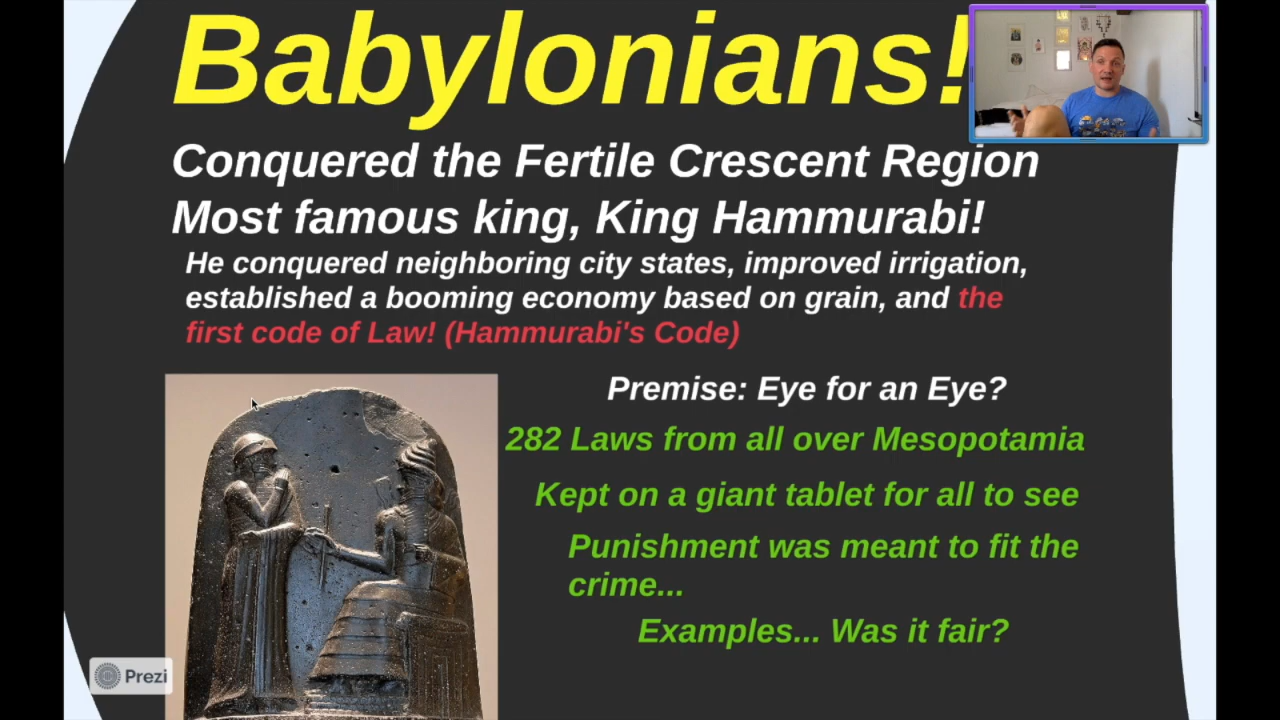 Babylonians!
Conquered the Fertile Crescent Region
Most famous king, King Hammurabi!
He conquered neighboring city states, improved irrigation,
established a booming economy based on grain, and the
first code of Law! (Hammurabi's Code)
Premise: Eye for an Eye?
282 Laws from all over Mesopotamia
Kept on a giant tablet for all to see
Punishment was meant to fit the
crime...
Examples... Was it fair?
Prezi